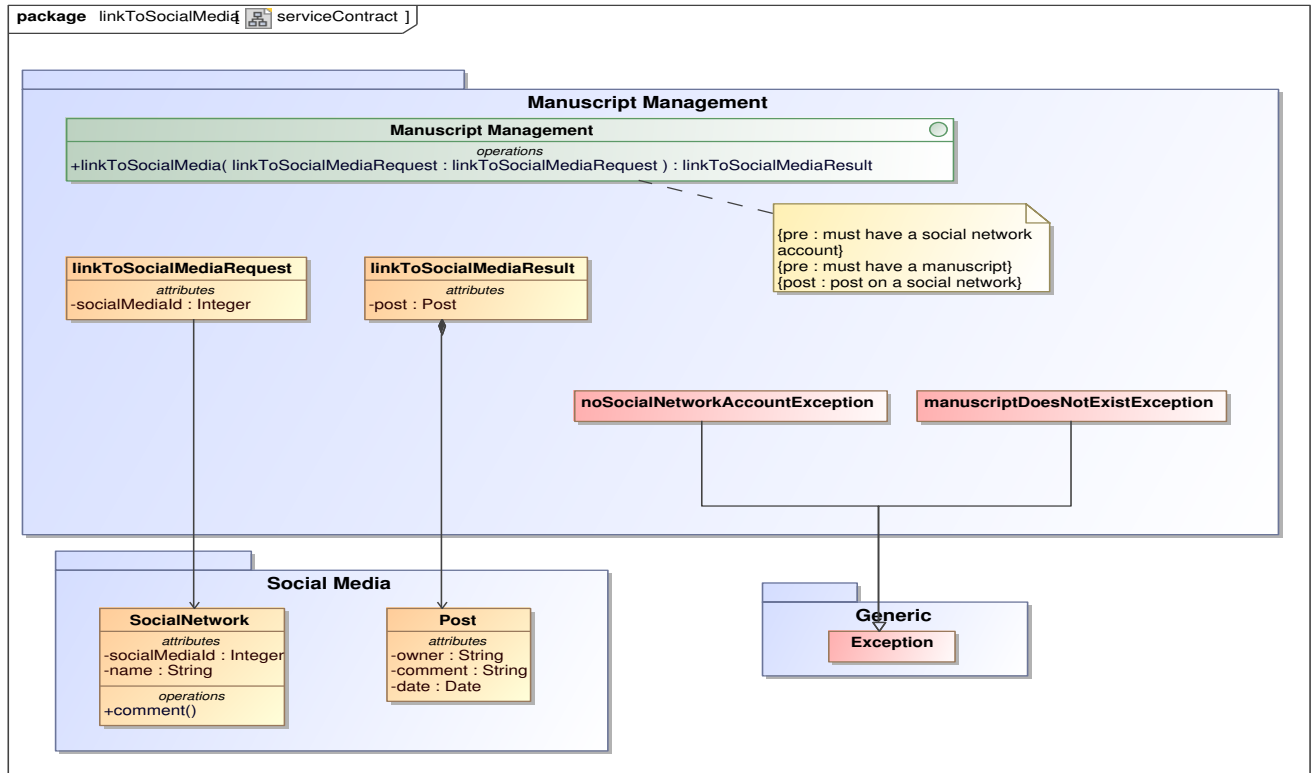 package linkToSocialMedia[ serviceContract ]
Manuscript Management
Manuscript Management
operations
+linkToSocialMedia( linkToSocialMediaRequest : linkToSocialMediaRequest ) : linkToSocialMediaResult
{pre : must have a social network
account}
{pre : must have a manuscript}
{post : post on a social network}
linkToSocialMediaRequest
attributes
-socialMediaId : Integer
linkToSocialMediaResult
attributes
-post : Post
noSocialNetworkAccountException
manuscriptDoesNotExistException
Social Media
SocialNetwork
attributes
-socialMediaId : Integer
-name : String
operations
+comment()
Post
attributes
-owner : String
-comment : String
-date : Date
Generic
Exception